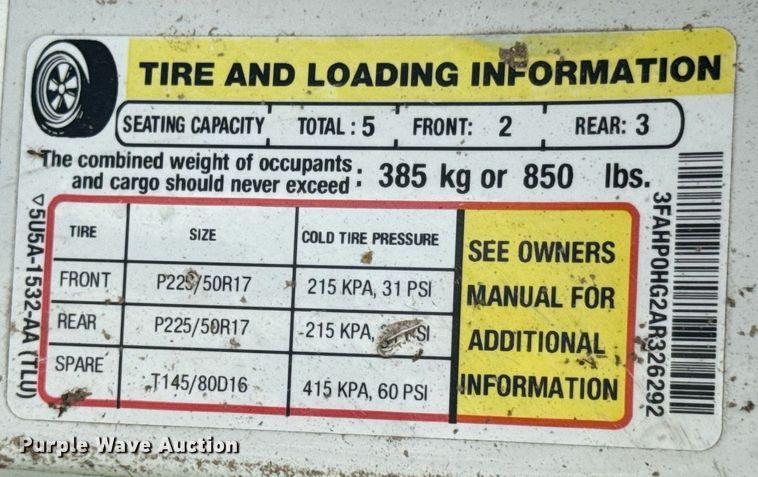 TIRE AND LOADING INFORMATION
SEATING CAPACITY TOTAL : 5 FRONT: 2 REAR: 3
The combined weight of occupants
and cargo should never exceed : 385 kg or 850 lbs.
TIRE SIZE COLD TIRE PRESSURE
FRONT P225/50R17 215 KPA, 31 PSI
REAR P225/50R17 215 KPA, SI
SPARE T145/80D16 415 KPA, 60 PSI
SEE OWNERS
MANUAL FOR
ADDITIONAL
INFORMATION
▽5U5A-1532-AA (TLU)
3FAHP0HG2AR326292
Purple Wave Auction